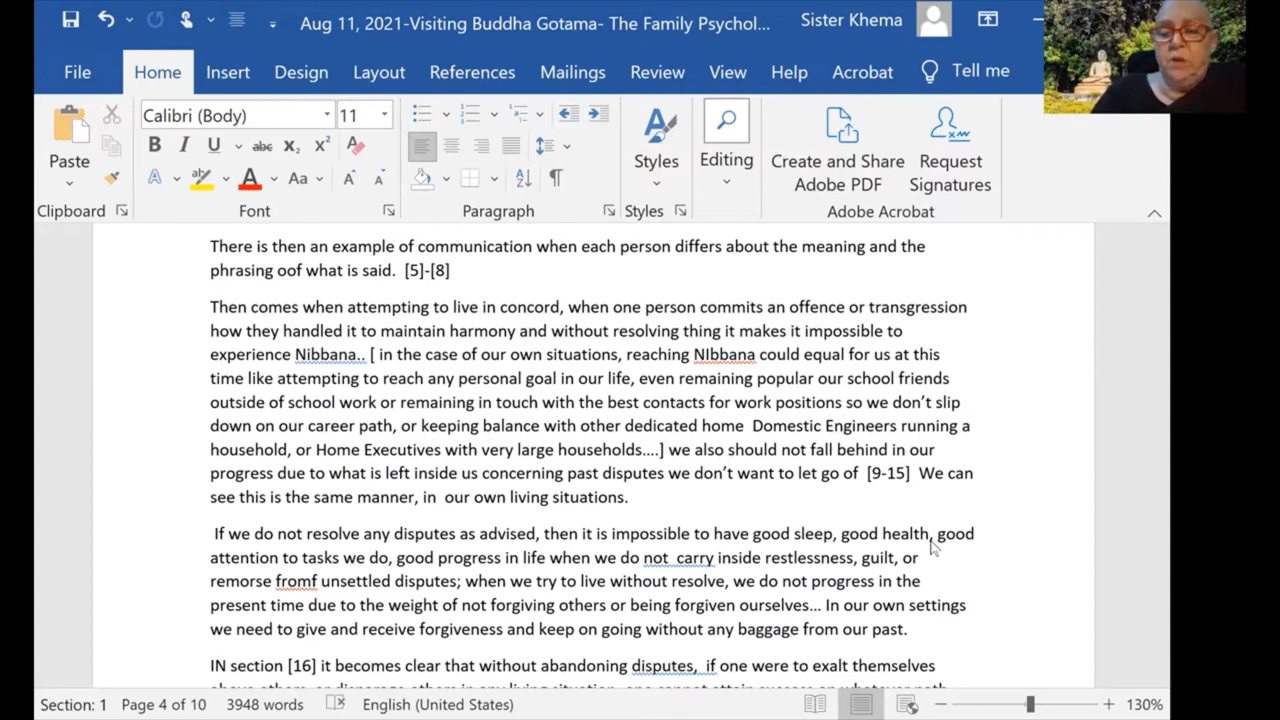 Aug 11, 2021-Visiting Buddha Gotama- The Family Psychol...
Sister Khema
File
Home
Insert
Design
Layout
References
Mailings
Review
View
Help
Acrobat
Tell me
Calibri (Body)
11
Paste
Styles
Editing
Create and Share
Adobe PDF
Request
Signatures
Clipboard
Font
Paragraph
Styles
Adobe Acrobat
There is then an example of communication when each person differs about the meaning and the
phrasing oof what is said.  [5]-[8]
Then comes when attempting to live in concord, when one person commits an offence or transgression
how they handled it to maintain harmony and without resolving thing it makes it impossible to
experience Nibbana.. [ in the case of our own situations, reaching NIbbana could equal for us at this
time like attempting to reach any personal goal in our life, even remaining popular our school friends
outside of school work or remaining in touch with the best contacts for work positions so we don't slip
down on our career path, or keeping balance with other dedicated home  Domestic Engineers running a
household, or Home Executives with very large households....] we also should not fall behind in our
progress due to what is left inside us concerning past disputes we don't want to let go of  [9-15]  We can
see this is the same manner, in  our own living situations.
If we do not resolve any disputes as advised, then it is impossible to have good sleep, good health, good
attention to tasks we do, good progress in life when we do not  carry inside restlessness, guilt, or
remorse fromf unsettled disputes; when we try to live without resolve, we do not progress in the
present time due to the weight of not forgiving others or being forgiven ourselves... In our own settings
we need to give and receive forgiveness and keep on going without any baggage from our past.
IN section [16] it becomes clear that without abandoning disputes,  if one were to exalt themselves
Section: 1
Page 4 of 10
3948 words
English (United States)
130%